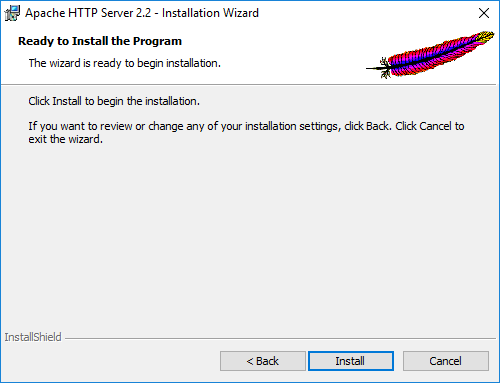 Apache HTTP Server 2.2 - Installation Wizard
Ready to Install the Program
The wizard is ready to begin installation.
Click Install to begin the installation.
If you want to review or change any of your installation settings, click Back. Click Cancel to
exit the wizard.
InstallShield
< Back
Install
Cancel